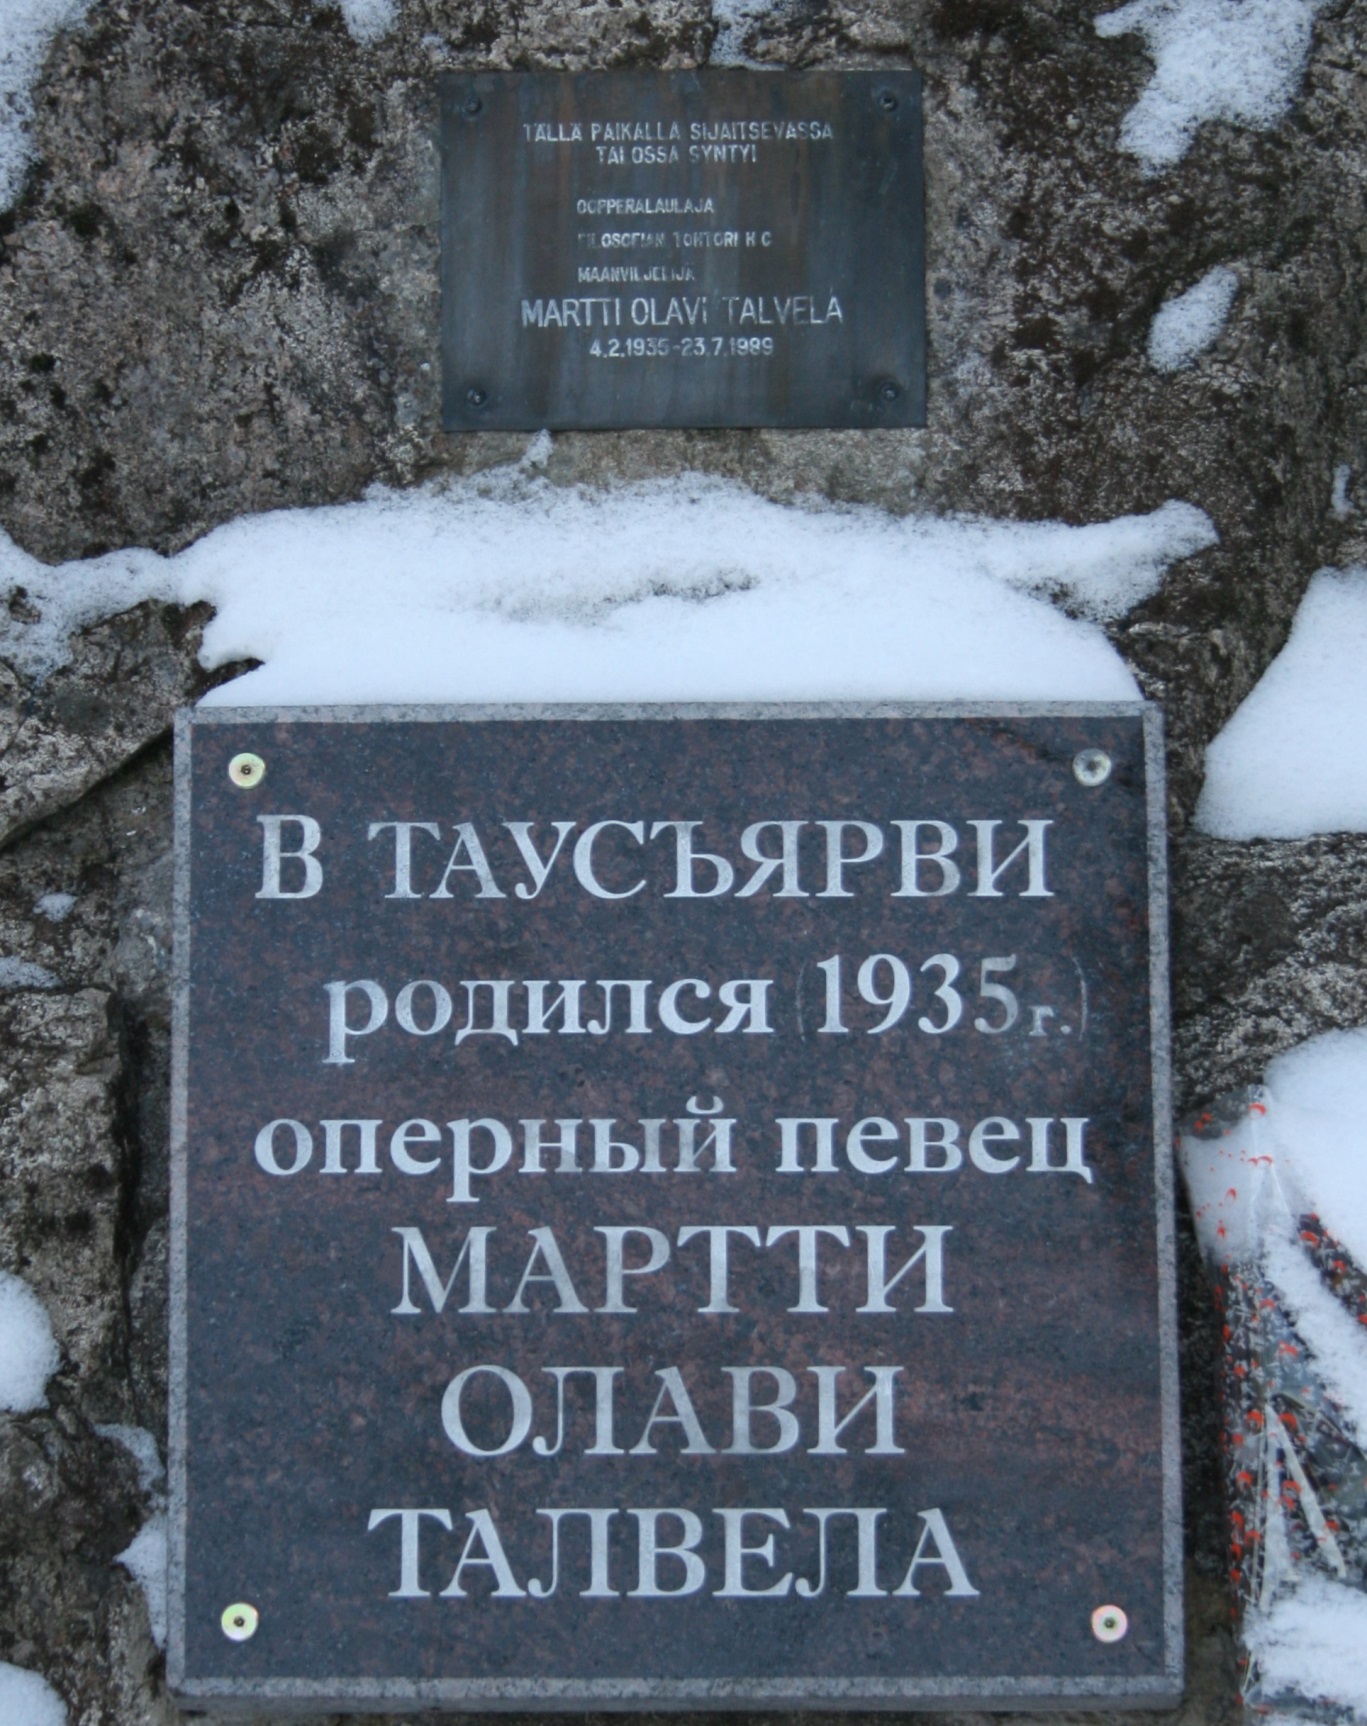 TÄLLÄ PAIKALLA SIJAITSEVASSA
TALOSSA SYNTYI
OOPPERALAULAJA
FILOSOFIAN TOHTORI H C
MAANVILJELIJÄ
MARTTI OLAVI TALVELA
4.2.1935-23.7.1989
В ТАУСЪЯРВИ
родился (1935г.)
оперный певец
МАРТТИ
ОЛАВИ
ТАЛВЕЛА